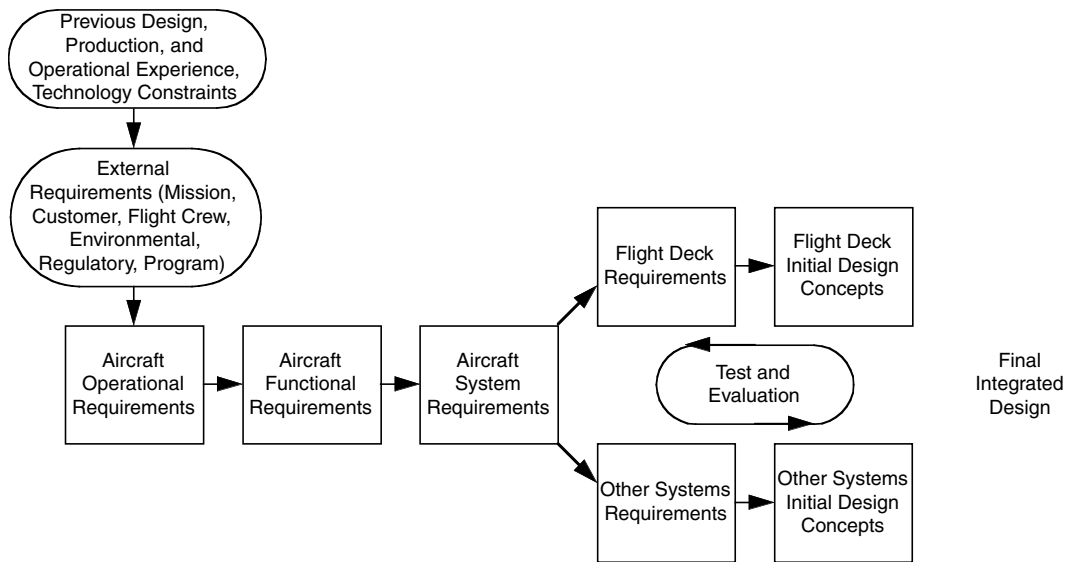 Previous Design,
Production, and
Operational Experience,
Technology Constraints
External
Requirements (Mission,
Customer, Flight Crew,
Environmental,
Regulatory, Program)
Aircraft
Operational
Requirements
Aircraft
Functional
Requirements
Aircraft
System
Requirements
Flight Deck
Requirements
Flight Deck
Initial Design
Concepts
Test and
Evaluation
Other Systems
Requirements
Other Systems
Initial Design
Concepts
Final
Integrated
Design